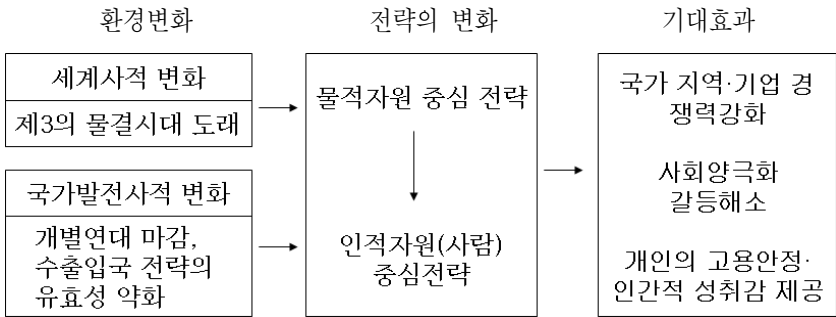 환경변화
세계사적 변화
제3의 물결시대 도래
국가발전사적 변화
개별연대 마감,
수출입국 전략의
유효성 약화
전략의 변화
물적자원 중심 전략
인적자원(사람)
중심전략
기대효과
국가 지역·기업 경
쟁력강화
사회양극화
갈등해소
개인의 고용안정·
인간적 성취감 제공